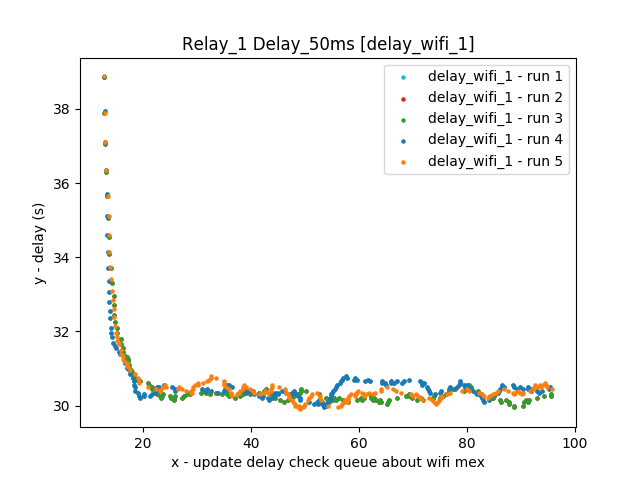 Relay_1 Delay_50ms [delay_wifi_1]
delay_wifi_1 - run 1
delay_wifi_1 - run 2
delay_wifi_1 - run 3
delay_wifi_1 - run 4
delay_wifi_1 - run 5
y - delay (s)
38
36
34
32
30
20
40
60
80
100
x - update delay check queue about wifi mex